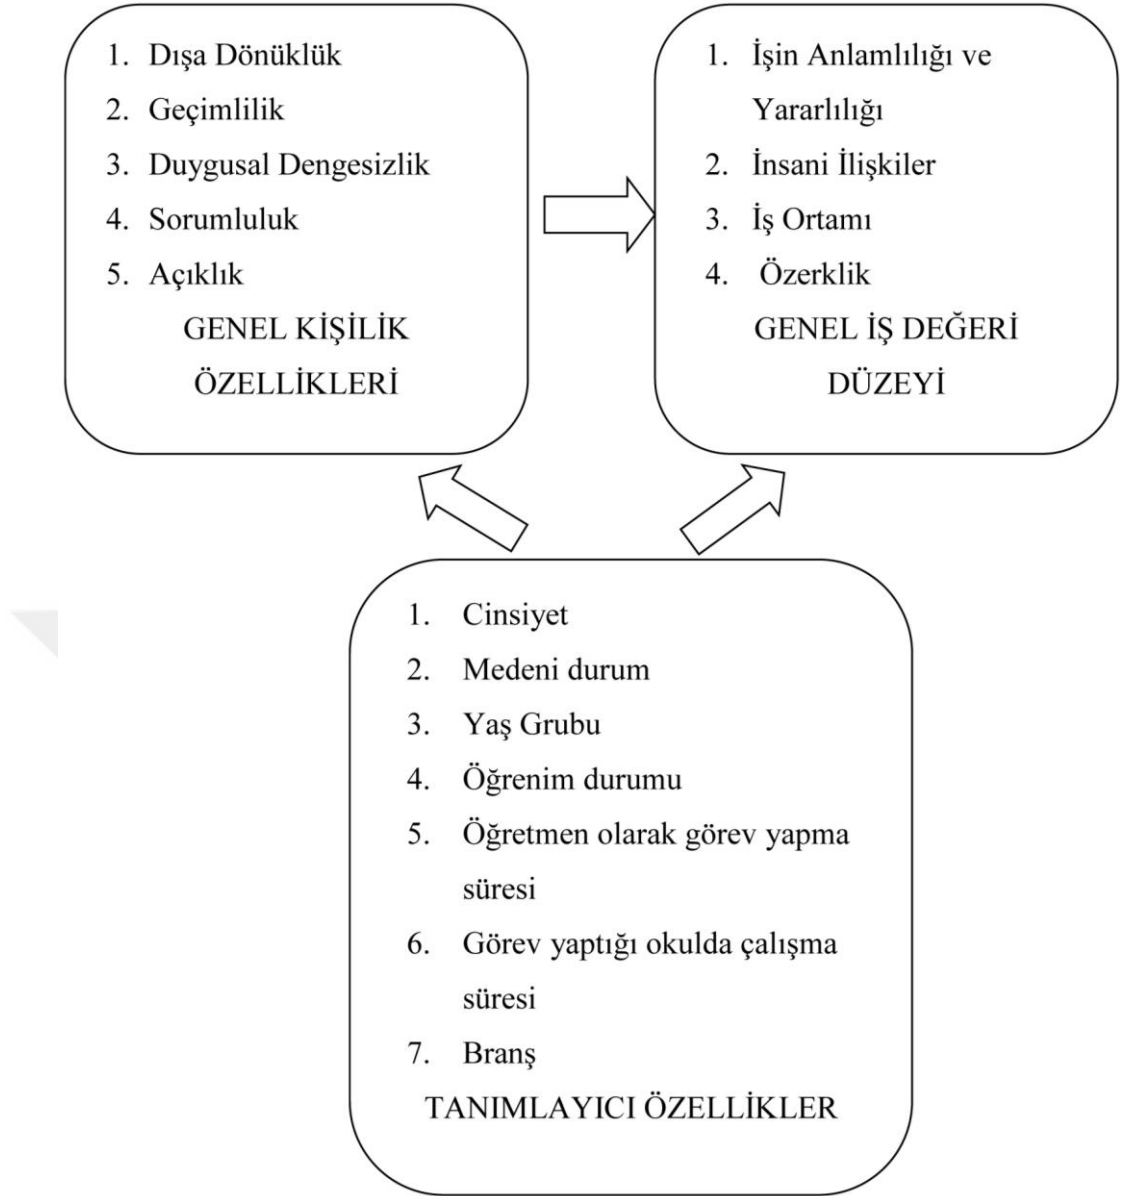 1. Dışa Dönüklük
2. Geçimlilik
3. Duygusal Dengesizlik
4. Sorumluluk
5. Açıklık
GENEL KİŞİLİK
ÖZELLİKLERİ
1. İşin Anlamlılığı ve
Yararlılığı
2. İnsani İlişkiler
3. İş Ortamı
4. Özerklik
GENEL İŞ DEĞERİ
DÜZEYİ
1. Cinsiyet
2. Medeni durum
3. Yaş Grubu
4. Öğrenim durumu
5. Öğretmen olarak görev yapma
süresi
6. Görev yaptığı okulda çalışma
süresi
7. Branş
TANIMLAYICI ÖZELLİKLER